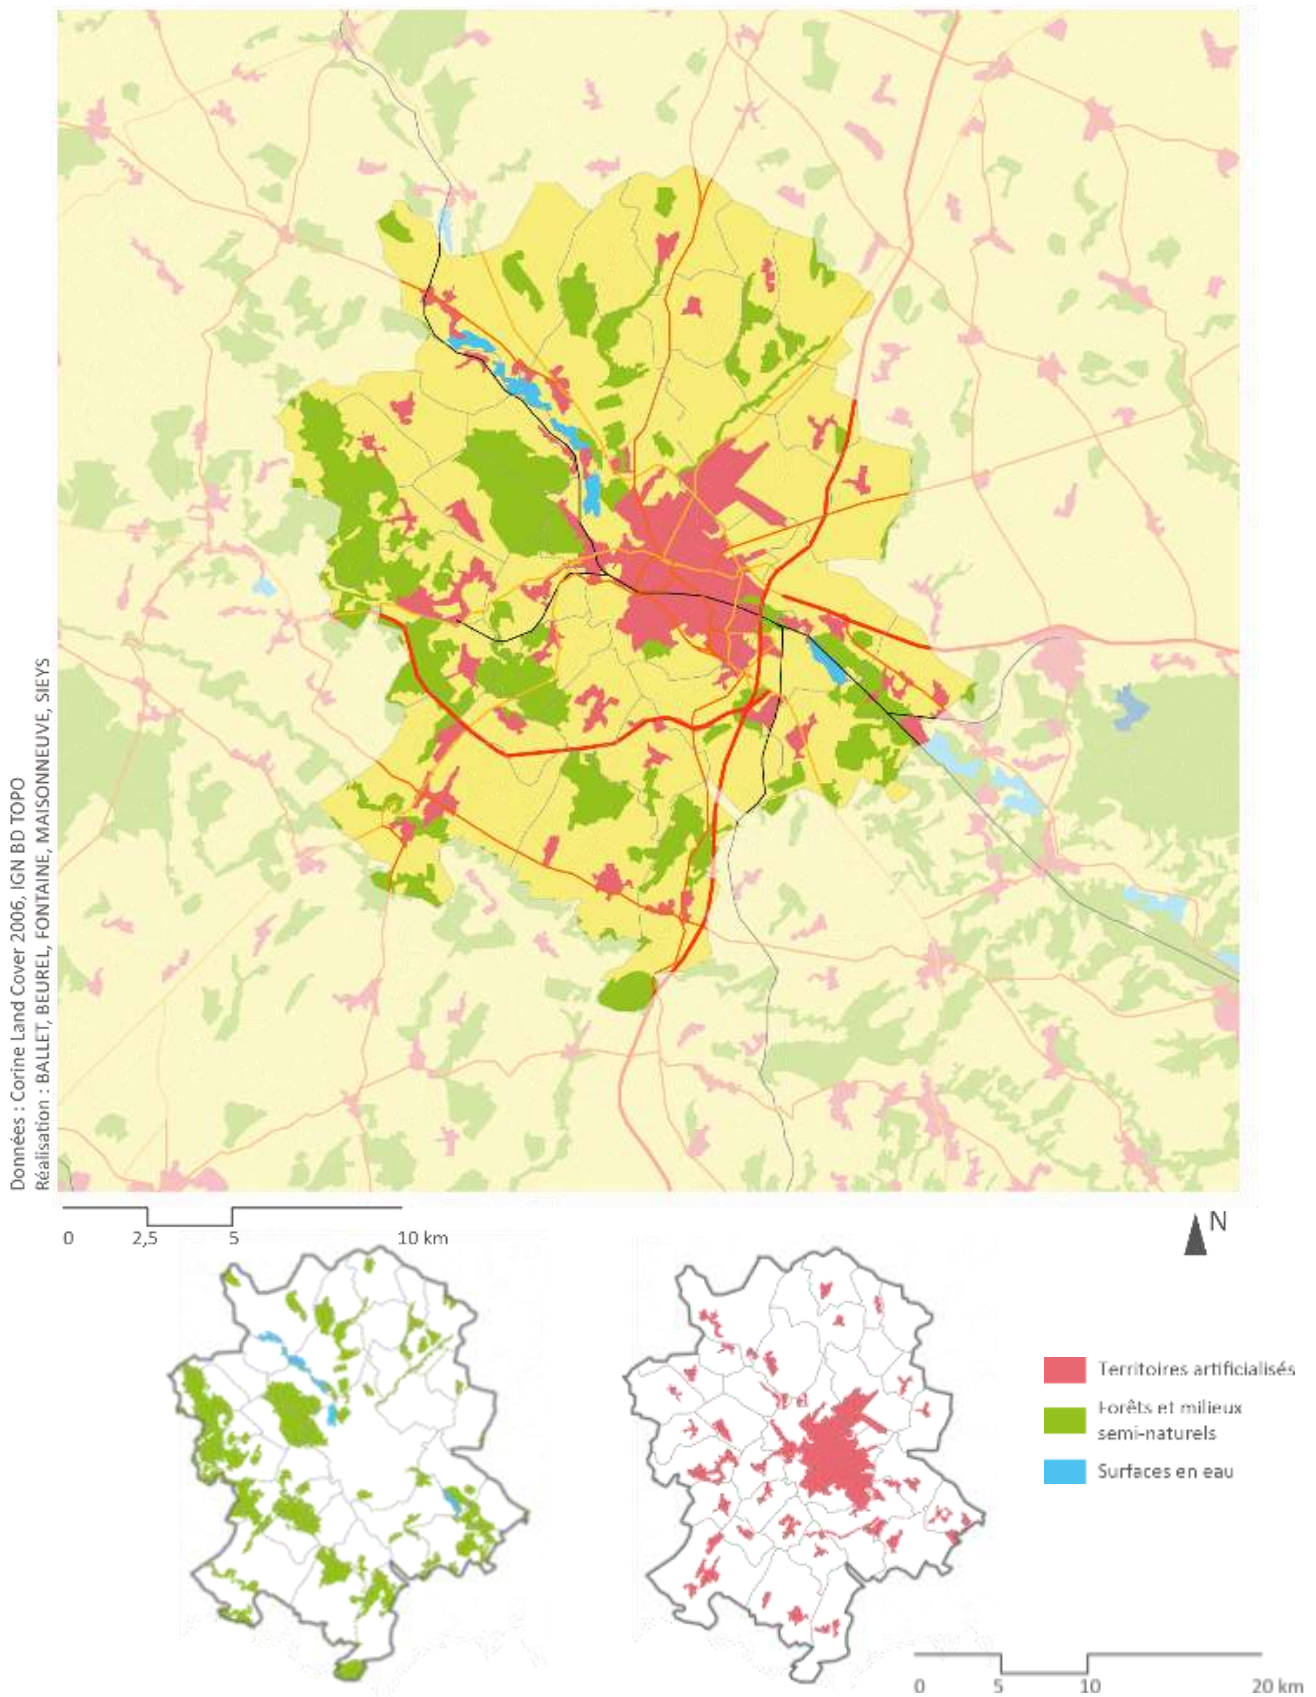 Données : Corine Land Cover 2006, IGN BD TOPO
Réalisation : BALLET, BEUREL, FONTAINE, MAISONNEUVE, SIEYS
0 2,5 5 10 km
N
Territoires artificialisés
Forêts et milieux
semi-naturels
Surfaces en eau
0 5 10 20 km